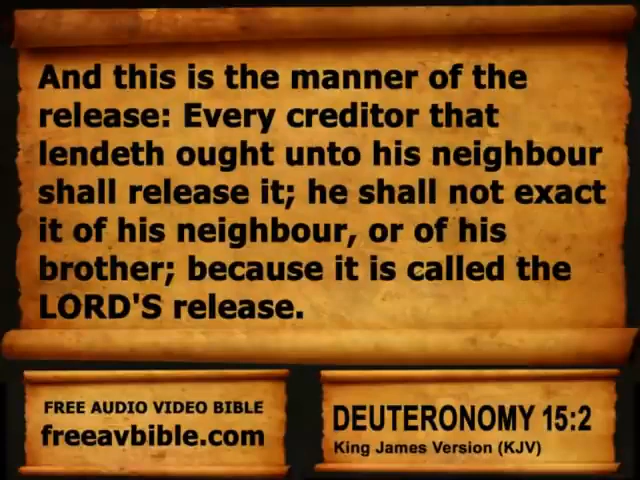 And this is the manner of the
release: Every creditor that
lendeth ought unto his neighbour
shall release it; he shall not exact
it of his neighbour, or of his
brother; because it is called the
LORD'S release.
FREE AUDIO VIDEO BIBLE
freeavbible.com
DEUTERONOMY 15:2
King James Version (KJV)